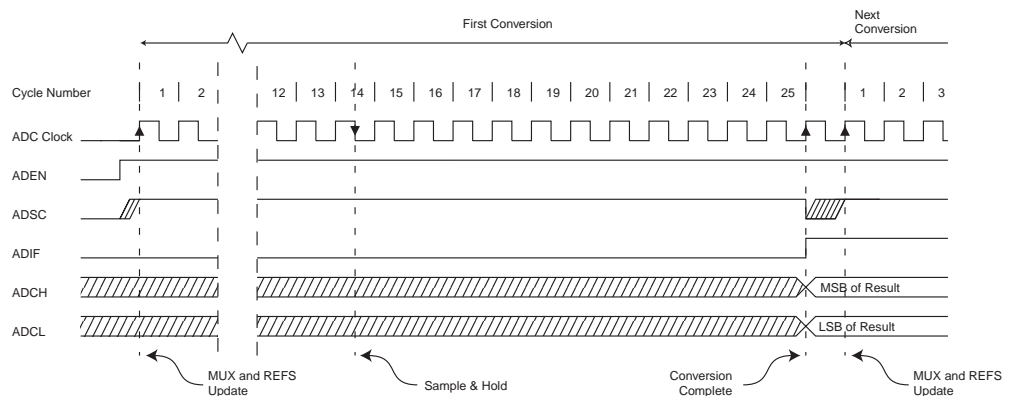 First Conversion
Next
Conversion
Cycle Number 1 2 12 13 14 15 16 17 18 19 20 21 22 23 24 25 1 2 3
ADC Clock
ADEN
ADSC
ADIF
ADCH MSB of Result
ADCL LSB of Result
MUX and REFS
Update
Sample & Hold
Conversion
Complete
MUX and REFS
Update